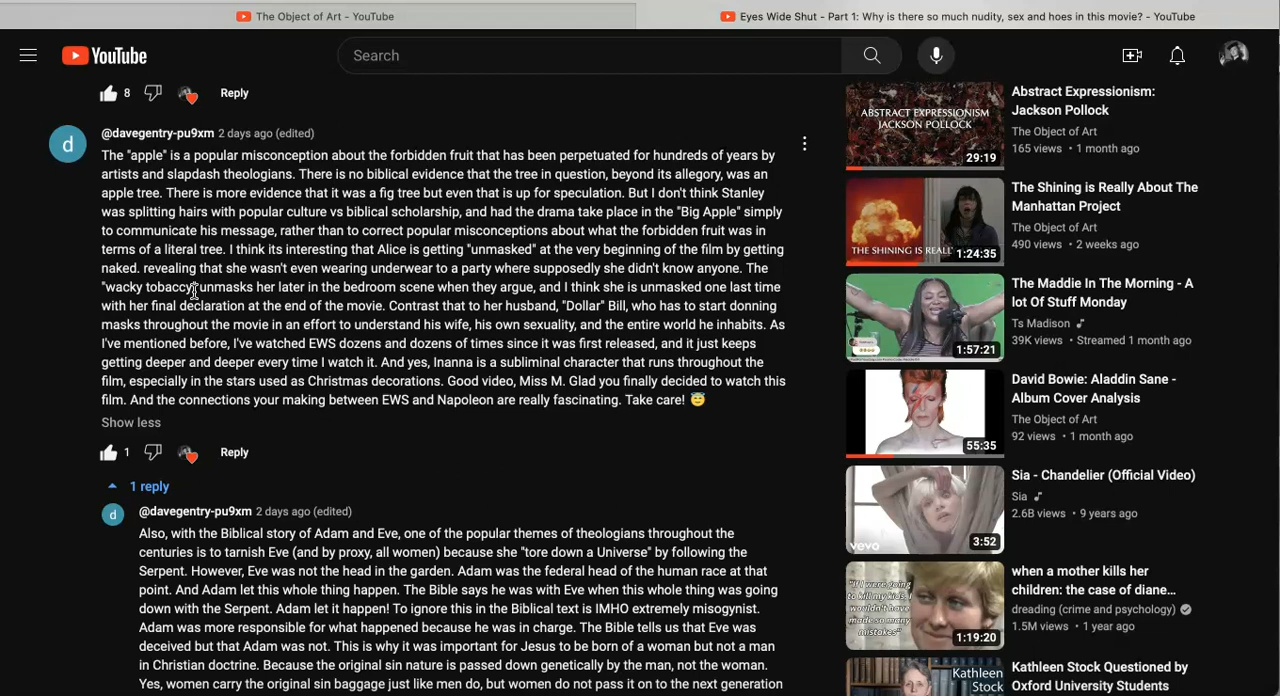 The Object of Art - YouTube
Eyes Wide Shut - Part 1: Why is there so much nudity, sex and hoes in this movie? - YouTube
YouTube
Search
8
Reply
d
@davegentry-pu9xm 2 days ago (edited)
The "apple" is a popular misconception about the forbidden fruit that has been perpetuated for hundreds of years by
artists and slapdash theologians. There is no biblical evidence that the tree in question, beyond its allegory, was an
apple tree. There is more evidence that it was a fig tree but even that is up for speculation. But I don't think Stanley
was splitting hairs with popular culture vs biblical scholarship, and had the drama take place in the "Big Apple" simply
to communicate his message, rather than to correct popular misconceptions about what the forbidden fruit was in
terms of a literal tree. I think its interesting that Alice is getting "unmasked" at the very beginning of the film by getting
naked. revealing that she wasn't even wearing underwear to a party where supposedly she didn't know anyone. The
"wacky tobaccy" unmasks her later in the bedroom scene when they argue, and I think she is unmasked one last time
with her final declaration at the end of the movie. Contrast that to her husband, "Dollar" Bill, who has to start donning
masks throughout the movie in an effort to understand his wife, his own sexuality, and the entire world he inhabits. As
I've mentioned before, I've watched EWS dozens and dozens of times since it was first released, and it just keeps
getting deeper and deeper every time I watch it. And yes, Inanna is a subliminal character that runs throughout the
film, especially in the stars used as Christmas decorations. Good video, Miss M. Glad you finally decided to watch this
film. And the connections your making between EWS and Napoleon are really fascinating. Take care! 😇
Show less
1
Reply
1 reply
d
@davegentry-pu9xm 2 days ago (edited)
Also, with the Biblical story of Adam and Eve, one of the popular themes of theologians throughout the
centuries is to tarnish Eve (and by proxy, all women) because she "tore down a Universe" by following the
Serpent. However, Eve was not the head in the garden. Adam was the federal head of the human race at that
point. And Adam let this whole thing happen. The Bible says he was with Eve when this whole thing was going
down with the Serpent. Adam let it happen! To ignore this in the Biblical text is IMHO extremely misogynist.
Adam was more responsible for what happened because he was in charge. The Bible tells us that Eve was
deceived but that Adam was not. This is why it was important for Jesus to be born of a woman but not a man
in Christian doctrine. Because the original sin nature is passed down genetically by the man, not the woman.
Yes, women carry the original sin baggage just like men do, but women do not pass it on to the next generation
ABSTRACT EXPRESSIONISM
JACKSON POLLOCK
29:19
Abstract Expressionism:
Jackson Pollock
The Object of Art
165 views • 1 month ago
THE SHINING IS REALLY
1:24:35
The Shining is Really About The
Manhattan Project
The Object of Art
490 views • 2 weeks ago
1:57:21
The Maddie In The Morning - A
lot Of Stuff Monday
Ts Madison
39K views • Streamed 1 month ago
55:35
David Bowie: Aladdin Sane -
Album Cover Analysis
The Object of Art
92 views • 1 month ago
vevo
3:52
Sia - Chandelier (Official Video)
Sia
2.6B views • 9 years ago
"If I were going
to kill my kids, I
wouldn't have
made so many
mistakes"
1:19:20
when a mother kills her
children: the case of diane...
dreading (crime and psychology)
1.5M views • 1 year ago
Kathleen
Stock
Kathleen Stock Questioned by
Oxford University Students